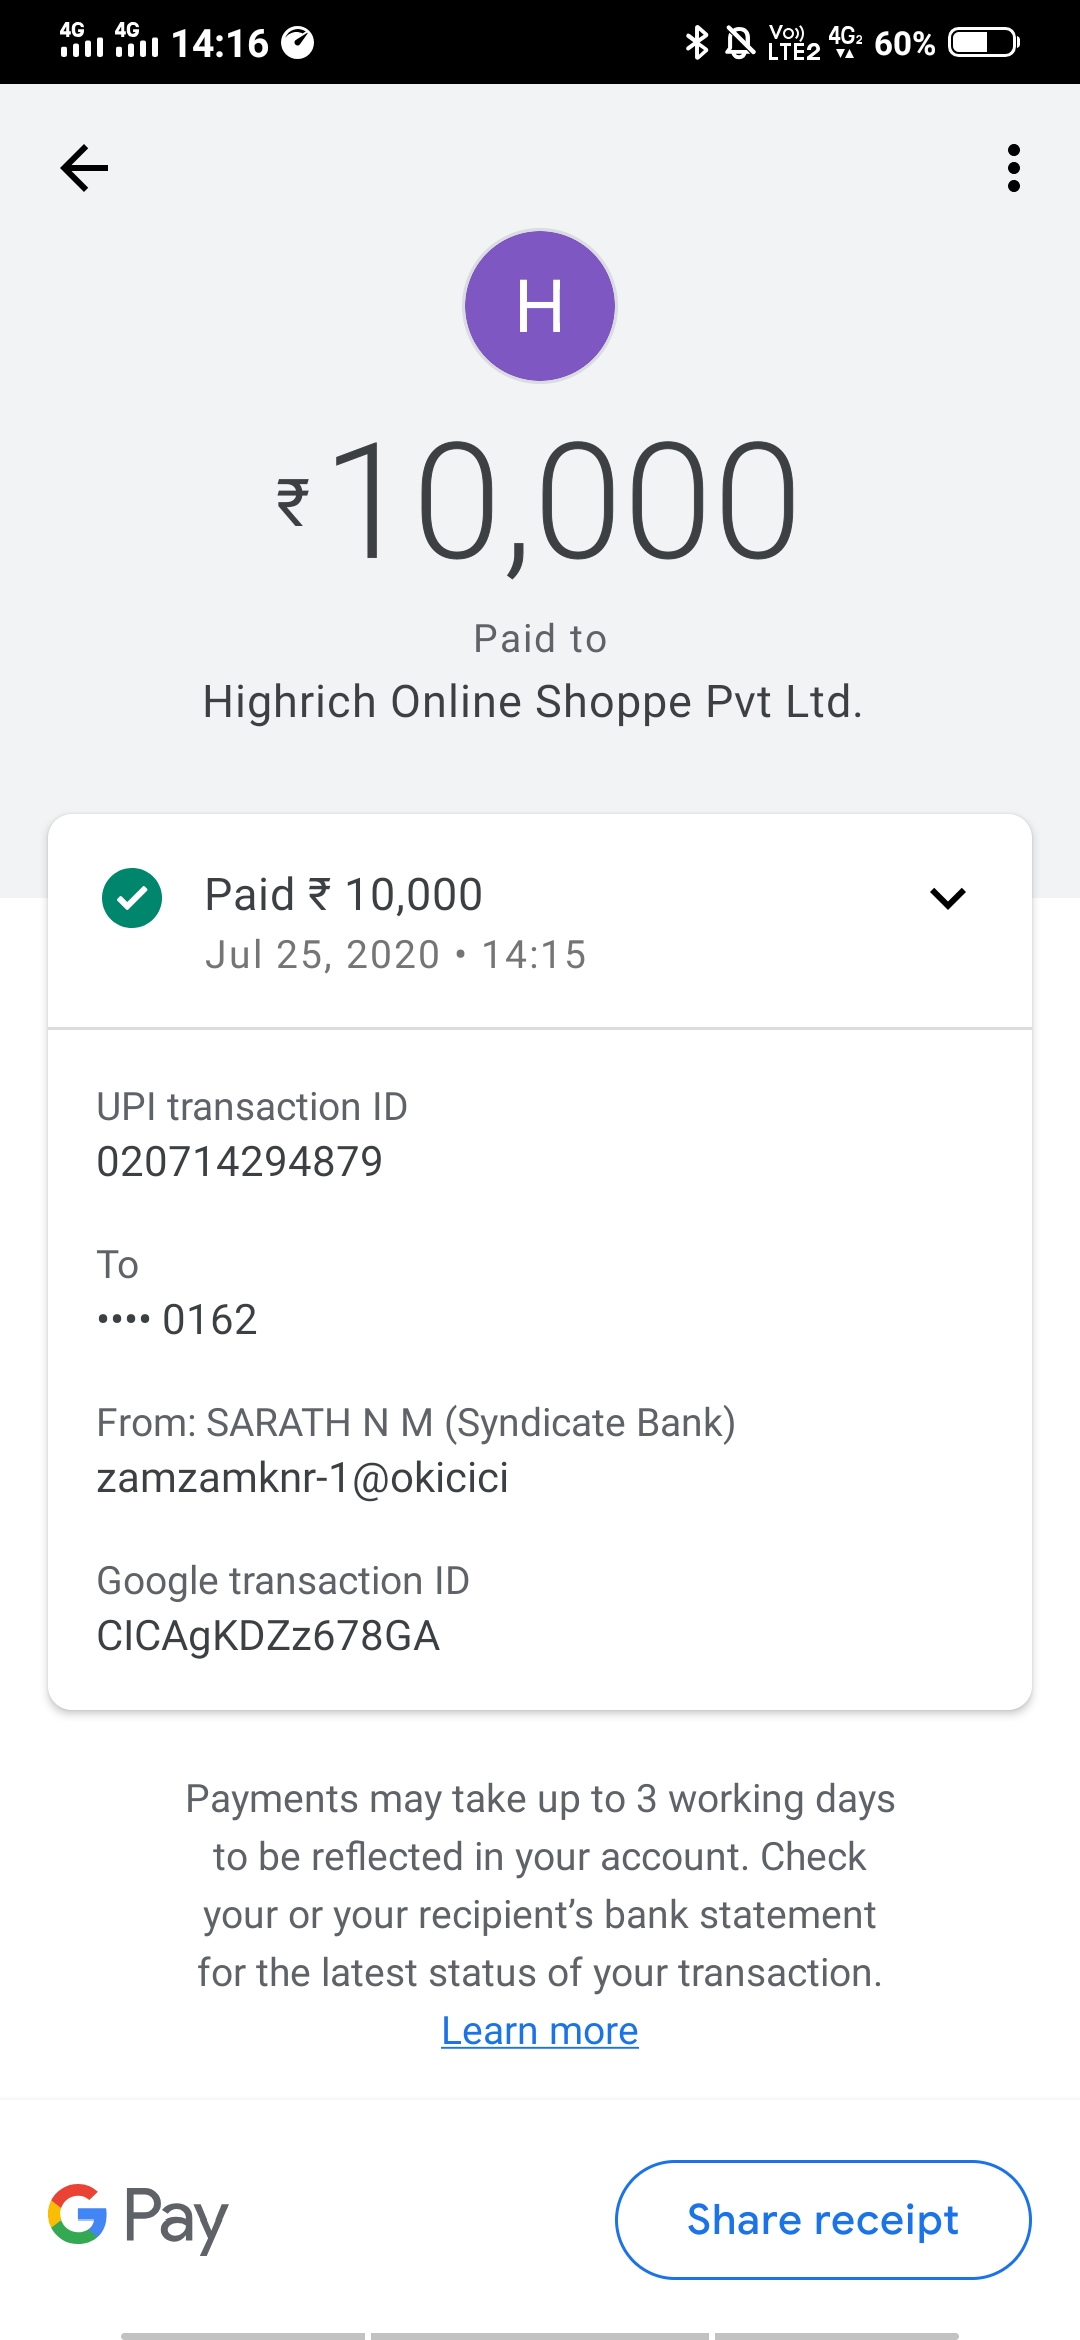 4G 4G 14:16 Vo)) LTE2 4G2 60%
H
₹10,000
Paid to
Highrich Online Shoppe Pvt Ltd.
Paid ₹ 10,000
Jul 25, 2020 • 14:15
UPI transaction ID
020714294879
To
•••• 0162
From: SARATH N M (Syndicate Bank)
zamzamknr-1@okicici
Google transaction ID
CICAgKDZz678GA
Payments may take up to 3 working days
to be reflected in your account. Check
your or your recipient’s bank statement
for the latest status of your transaction.
Learn more
G Pay
Share receipt